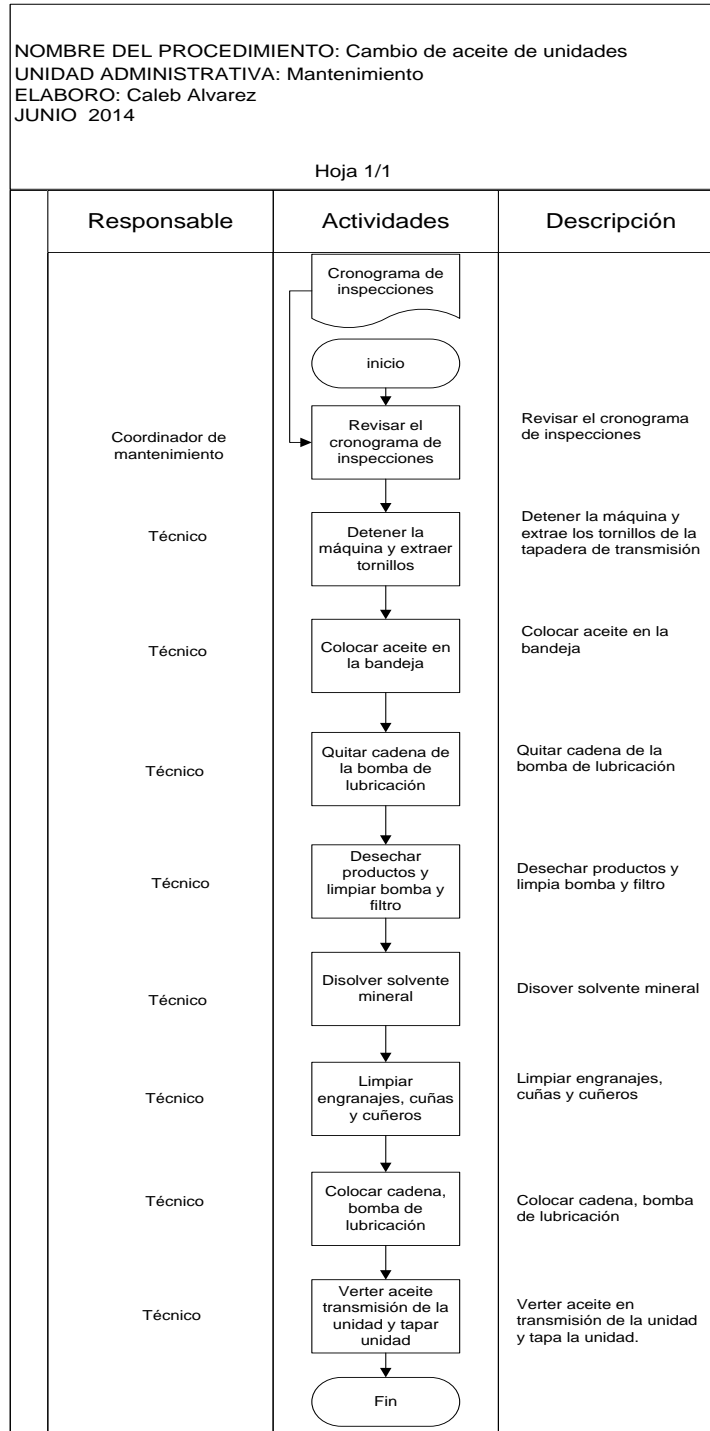 NOMBRE DEL PROCEDIMIENTO: Cambio de aceite de unidades
UNIDAD ADMINISTRATIVA: Mantenimiento
ELABORO: Caleb Alvarez
JUNIO 2014
Hoja 1/1
Responsable
Actividades
Descripción
Cronograma de
inspecciones
inicio
Coordinador de
mantenimiento
Revisar el
cronograma de
inspecciones
Revisar el cronograma
de inspecciones
Técnico
Detener la
máquina y extraer
tornillos
Detener la máquina y
extrae los tornillos de la
tapadera de transmisión
Técnico
Colocar aceite en
la bandeja
Colocar aceite en la
bandeja
Técnico
Quitar cadena de
la bomba de
lubricación
Quitar cadena de la
bomba de lubricación
Técnico
Desechar
productos y
limpiar bomba y
filtro
Desechar productos y
limpia bomba y filtro
Técnico
Disolver solvente
mineral
Disover solvente mineral
Técnico
Limpiar
engranajes, cuñas
y cuñeros
Limpiar engranajes,
cuñas y cuñeros
Técnico
Colocar cadena,
bomba de
lubricación
Colocar cadena, bomba
de lubricación
Técnico
Verter aceite
transmisión de la
unidad y tapar
unidad
Verter aceite en
transmisión de la unidad
y tapa la unidad.
Fin